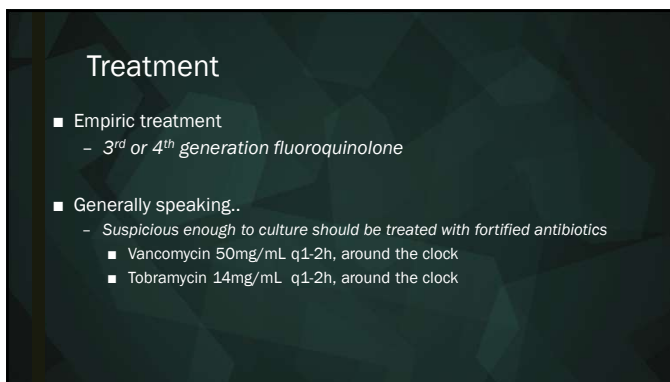 Treatment
■ Empiric treatment
– 3rd or 4th generation fluoroquinolone
■ Generally speaking..
– Suspicious enough to culture should be treated with fortified antibiotics
■ Vancomycin 50mg/mL q1-2h, around the clock
■ Tobramycin 14mg/mL q1-2h, around the clock